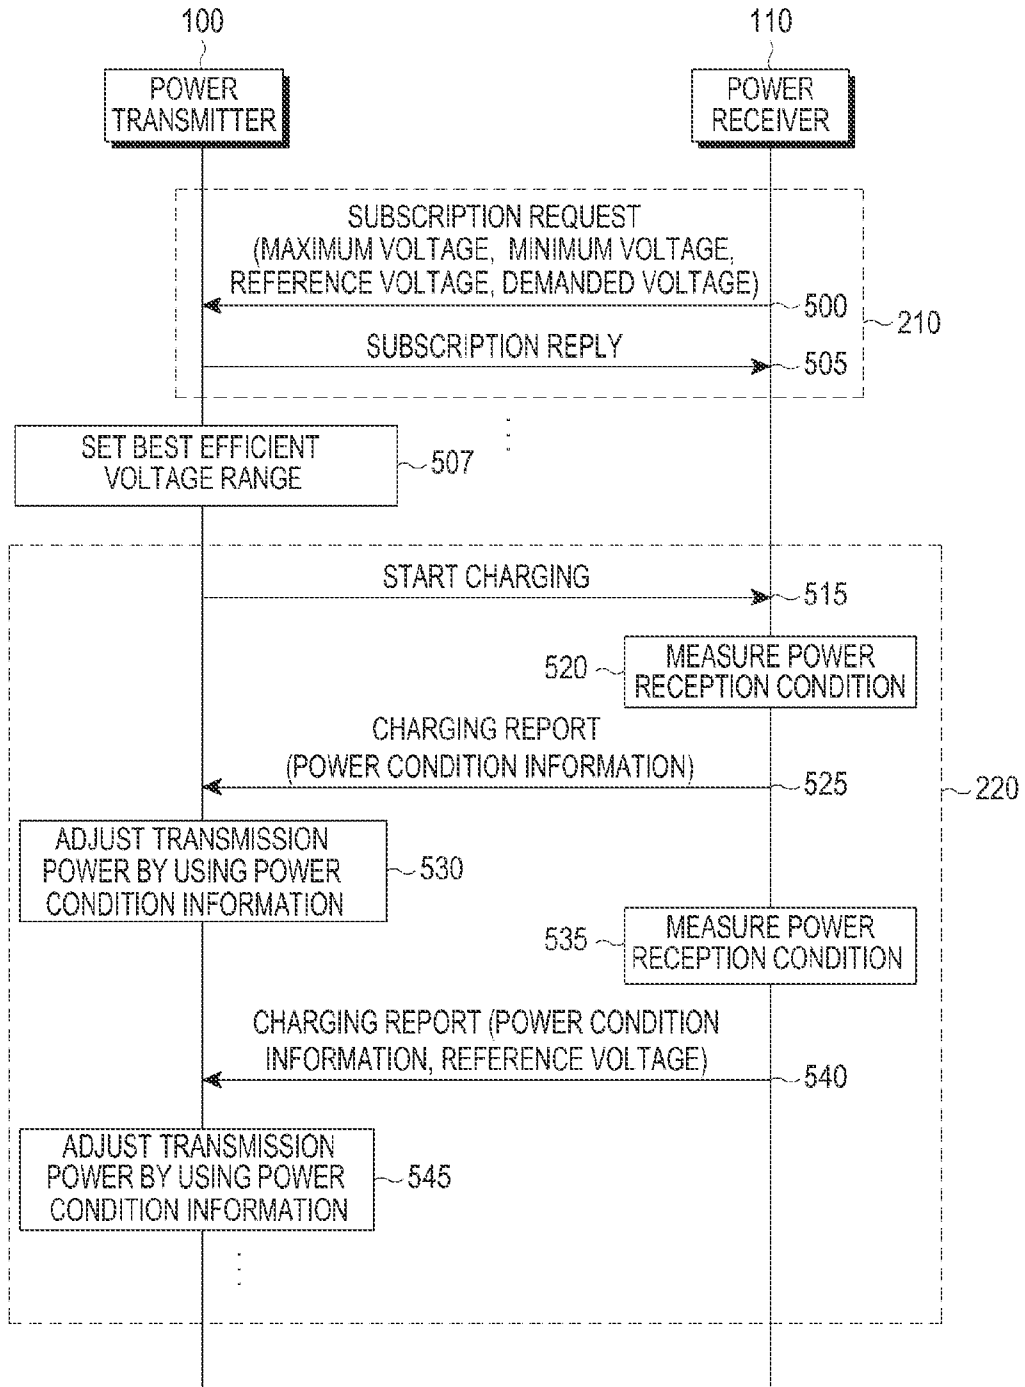 100
110
POWER
TRANSMITTER
POWER
RECEIVER
SUBSCRIPTION REQUEST
(MAXIMUM VOLTAGE, MINIMUM VOLTAGE,
REFERENCE VOLTAGE, DEMANDED VOLTAGE)
500
210
SUBSCRIPTION REPLY
505
SET BEST EFFICIENT
VOLTAGE RANGE
507
START CHARGING
515
520
MEASURE POWER
RECEPTION CONDITION
CHARGING REPORT
(POWER CONDITION INFORMATION)
525
220
ADJUST TRANSMISSION
POWER BY USING POWER
CONDITION INFORMATION
530
535
MEASURE POWER
RECEPTION CONDITION
CHARGING REPORT (POWER CONDITION
INFORMATION, REFERENCE VOLTAGE)
540
ADJUST TRANSMISSION
POWER BY USING POWER
CONDITION INFORMATION
545